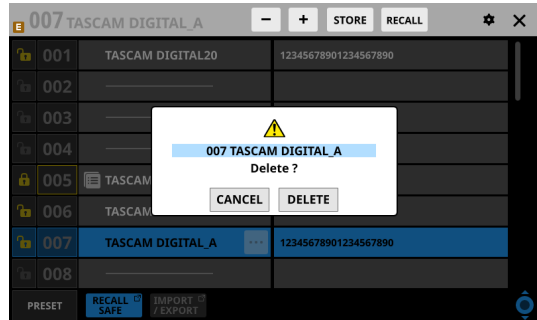 E 007 TASCAM DIGITAL_A - + STORE RECALL
001 TASCAM DIGITAL20 12345678901234567890
002
003
004
005 TASCAM
006 TASCAM
007 TASCAM DIGITAL_A ... 12345678901234567890
008
007 TASCAM DIGITAL_A
Delete ?
CANCEL DELETE
PRESET
RECALL SAFE
IMPORT / EXPORT